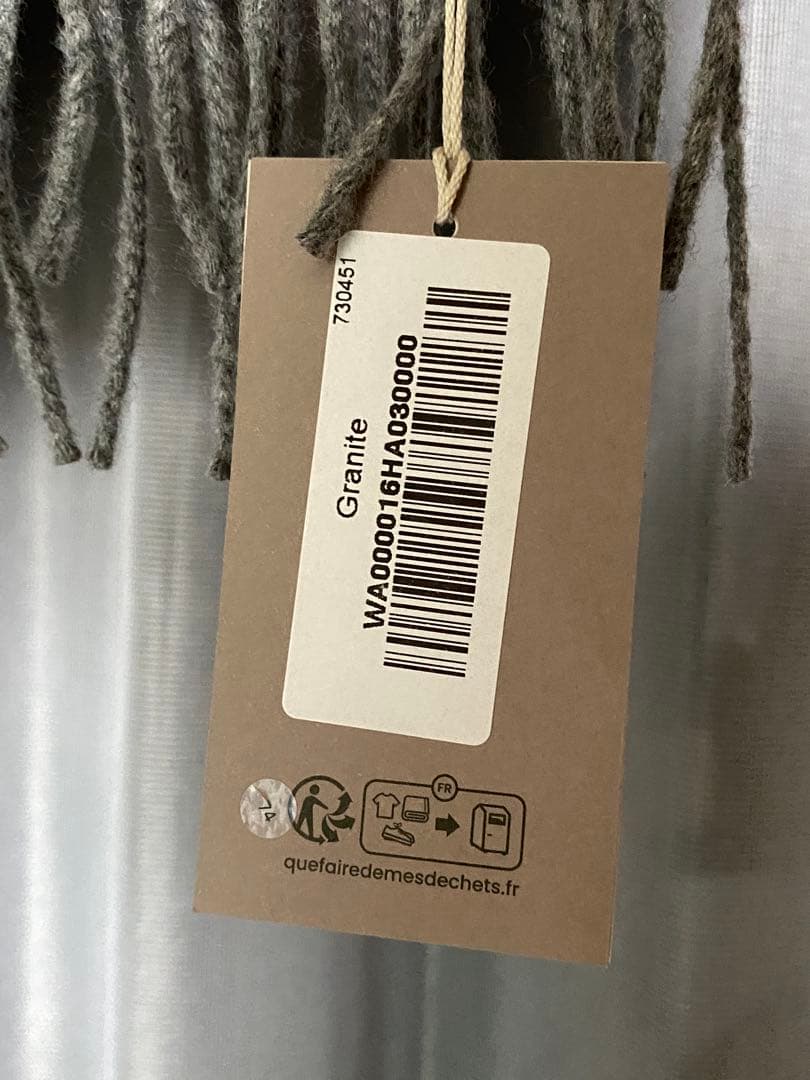 730451
Granite
WA000016HA030000
FR
quefairedemesdechets.fr